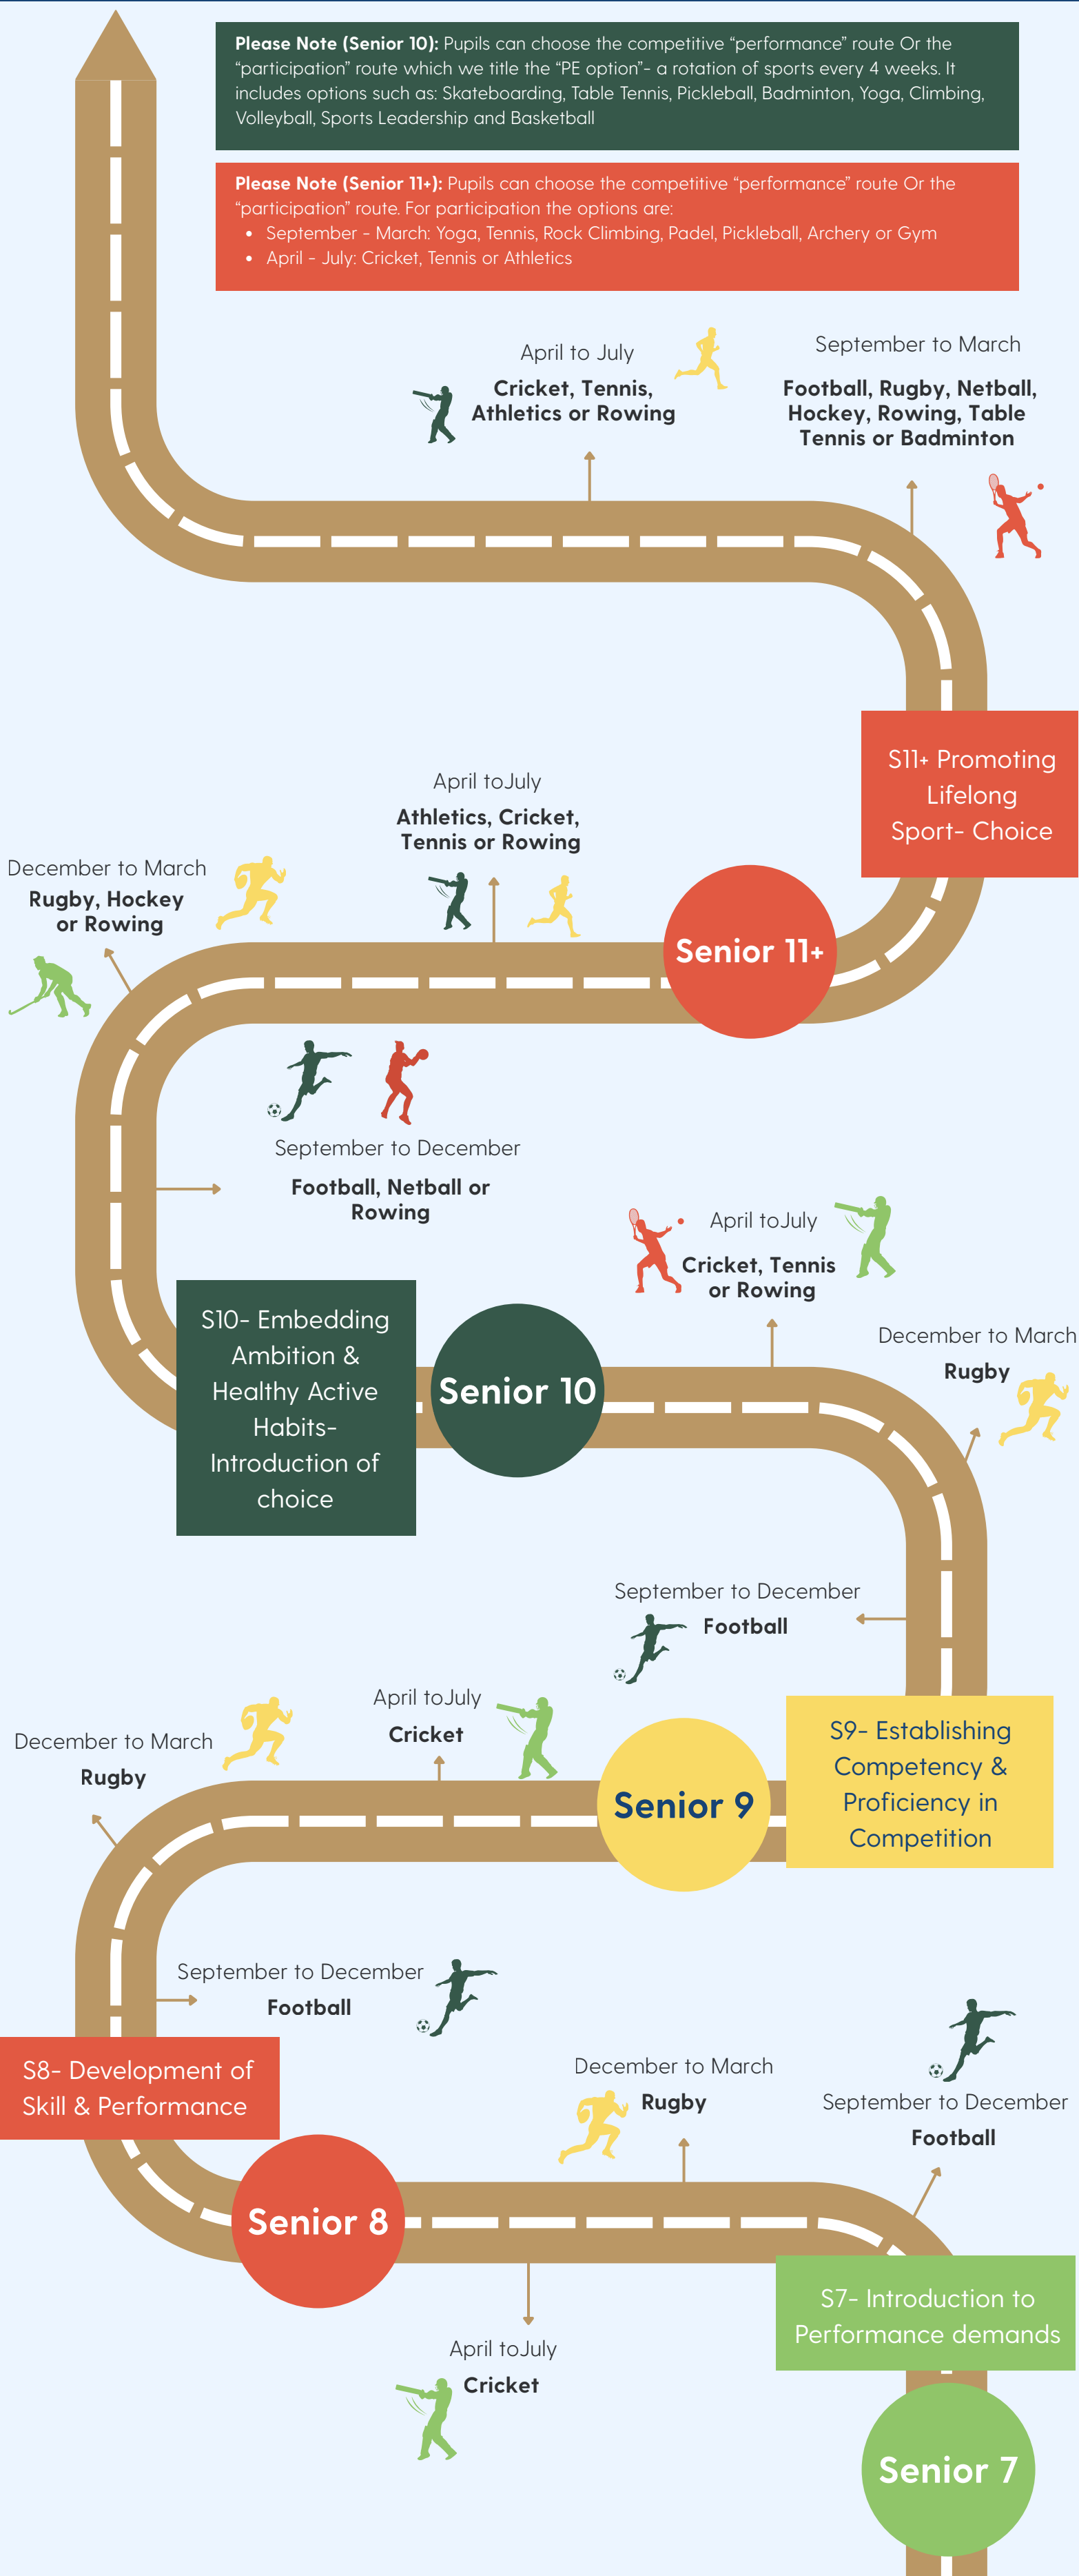 Please Note (Senior 10): Pupils can choose the competitive “performance” route Or the
“participation” route which we title the “PE option”- a rotation of sports every 4 weeks. It
includes options such as: Skateboarding, Table Tennis, Pickleball, Badminton, Yoga, Climbing,
Volleyball, Sports Leadership and Basketball
Please Note (Senior 11+): Pupils can choose the competitive “performance” route Or the
“participation” route. For participation the options are:
• September - March: Yoga, Tennis, Rock Climbing, Padel, Pickleball, Archery or Gym
• April - July: Cricket, Tennis or Athletics
April to July
Cricket, Tennis,
Athletics or Rowing
September to March
Football, Rugby, Netball,
Hockey, Rowing, Table
Tennis or Badminton
S11+ Promoting
Lifelong
Sport- Choice
April toJuly
Athletics, Cricket,
Tennis or Rowing
December to March
Rugby, Hockey
or Rowing
Senior 11+
September to December
Football, Netball or
Rowing
April toJuly
Cricket, Tennis
or Rowing
S10- Embedding
Ambition &
Healthy Active
Habits-
Introduction of
choice
Senior 10
December to March
Rugby
September to December
Football
April toJuly
Cricket
December to March
Rugby
Senior 9
S9- Establishing
Competency &
Proficiency in
Competition
September to December
Football
S8- Development of
Skill & Performance
December to March
Rugby
September to December
Football
Senior 8
S7- Introduction to
Performance demands
April toJuly
Cricket
Senior 7